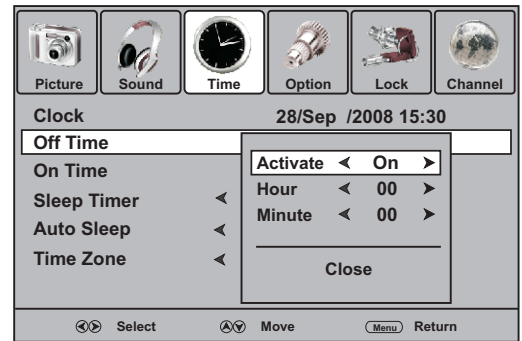 Picture Sound Time Option Lock Channel
Clock 28/Sep /2008 15:30
Off Time
On Time
Sleep Timer
Auto Sleep
Time Zone
Activate On
Hour 00
Minute 00
Close
Select Move Menu Return